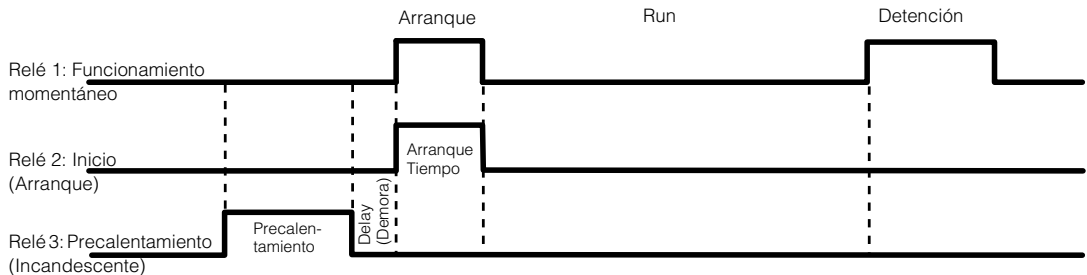 Arranque
Run
Detención
Relé 1: Funcionamiento
momentáneo
Relé 2: Inicio
(Arranque)
Arranque
Tiempo
Delay
(Demora)
Relé 3: Precalentamiento
(Incandescente)
Precalen-
tamiento